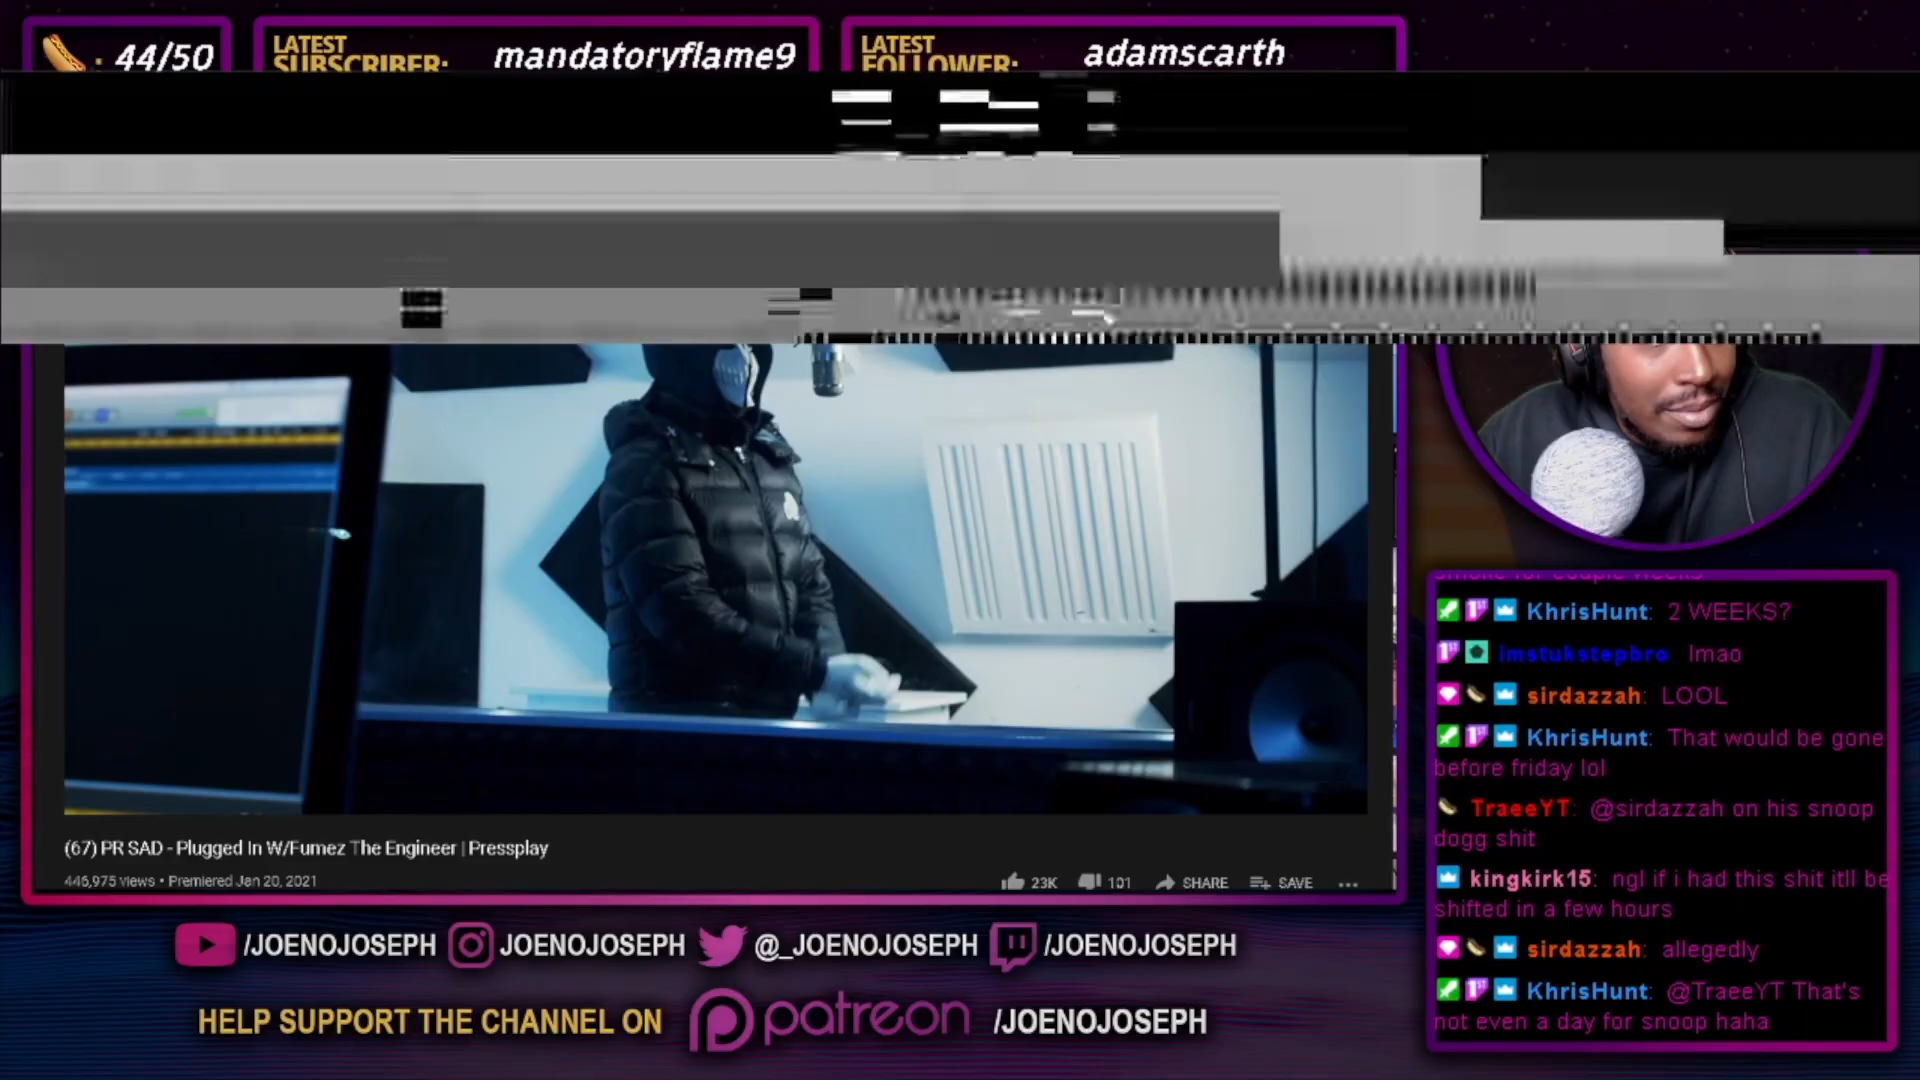 : 44/50
LATEST
SUBSCRIBER:
mandatoryflame9
LATEST
FOLLOWER:
adamscarth
(67) PR SAD - Plugged In W/Fumez The Engineer | Pressplay
446,975 views • Premiered Jan 20, 2021
23K
101
SHARE
SAVE
KhrisHunt: 2 WEEKS?
imstukstepbro lmao
sirdazzah: LOOL
KhrisHunt: That would be gone
before friday lol
TraeeYT: @sirdazzah on his snoop
dogg shit
kingkirk15: ngl if i had this shit itll be
shifted in a few hours
sirdazzah: allegedly
KhrisHunt: @TraeeYT That's
not even a day for snoop haha
/JOENOJOSEPH
JOENOJOSEPH
@_JOENOJOSEPH
/JOENOJOSEPH
HELP SUPPORT THE CHANNEL ON
patreon
/JOENOJOSEPH